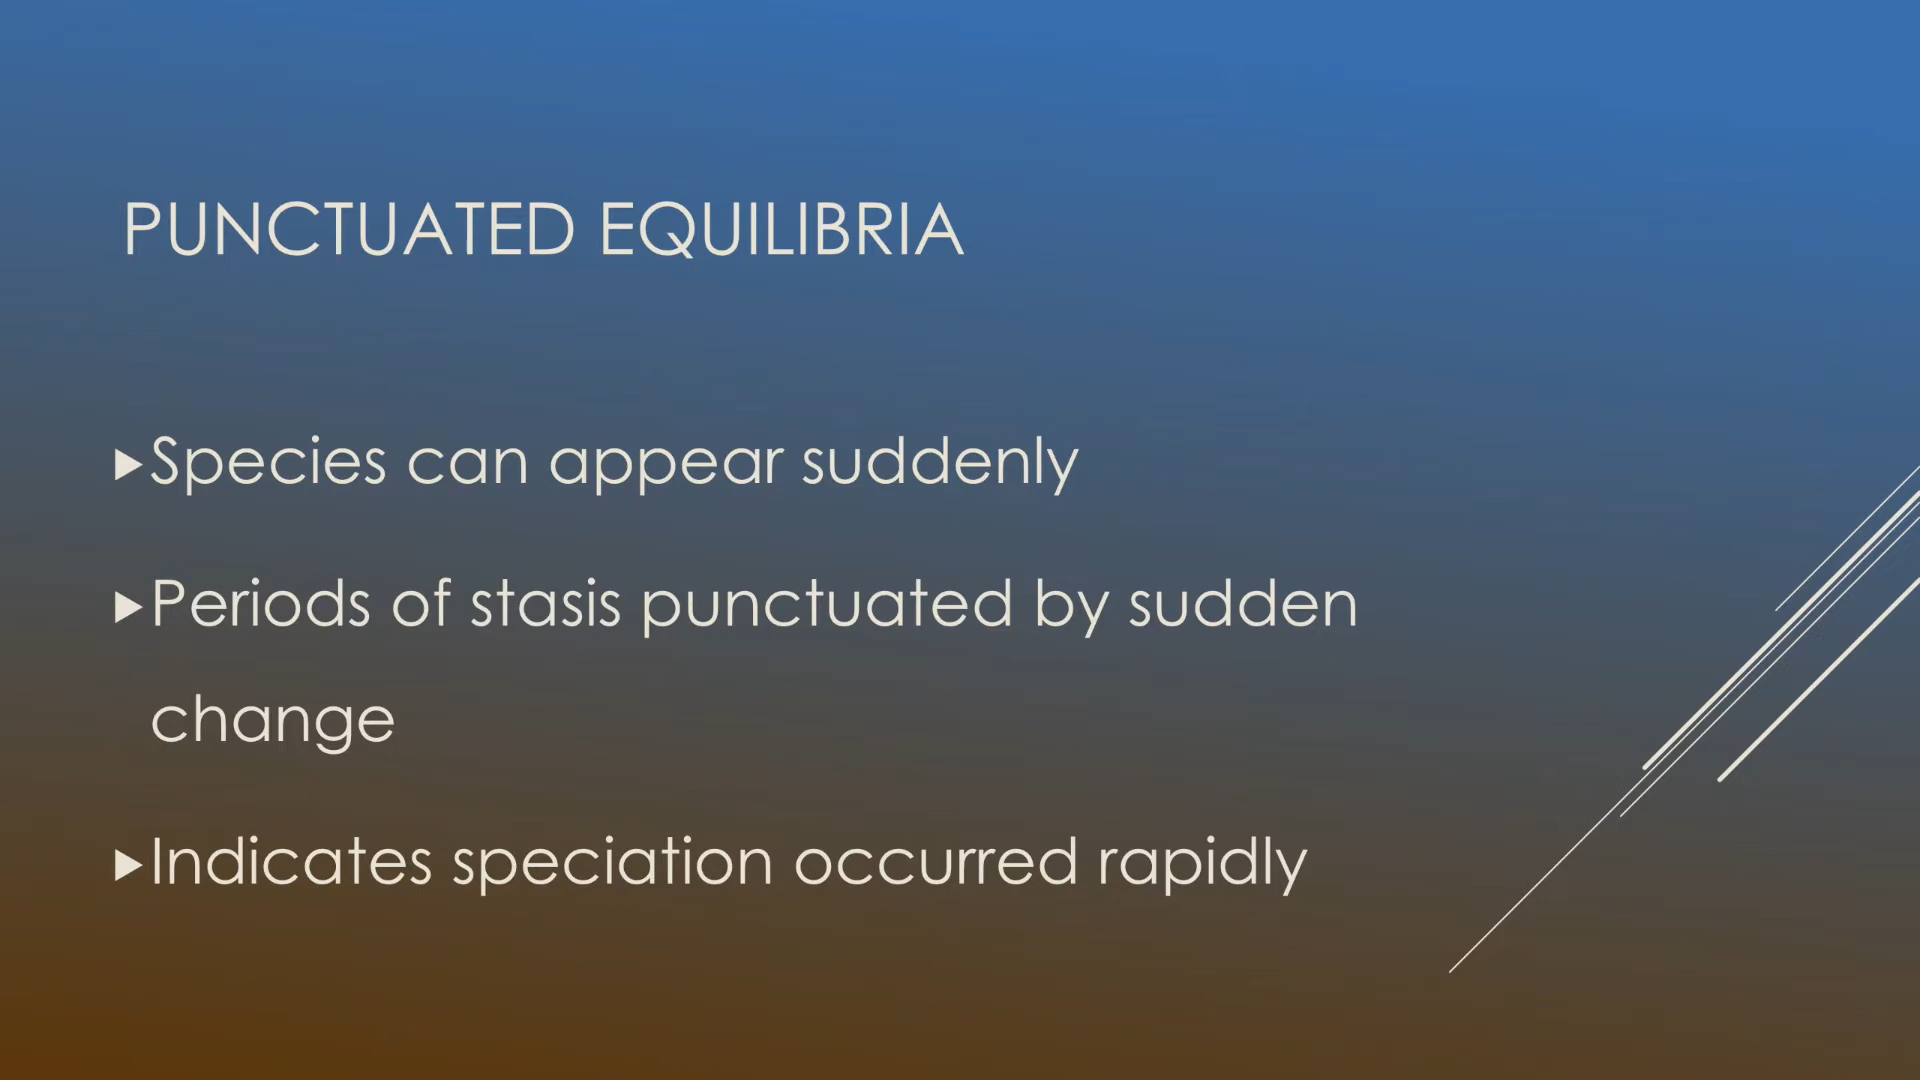 PUNCTUATED EQUILIBRIA
▶Species can appear suddenly
▶Periods of stasis punctuated by sudden
change
▶Indicates speciation occurred rapidly